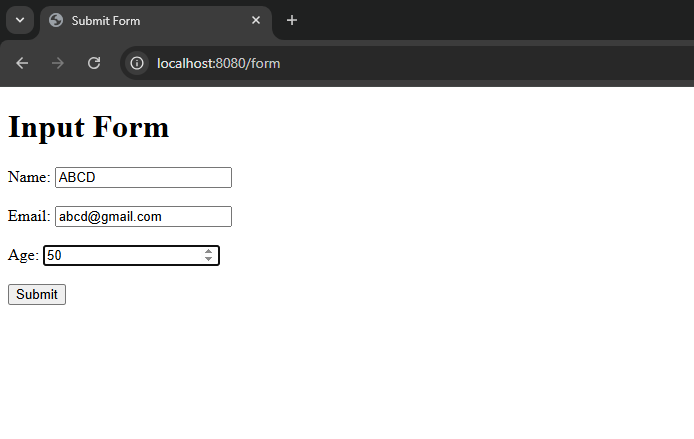 Submit Form
localhost:8080/form
Input Form
Name: ABCD
Email: abcd@gmail.com
Age: 50
Submit